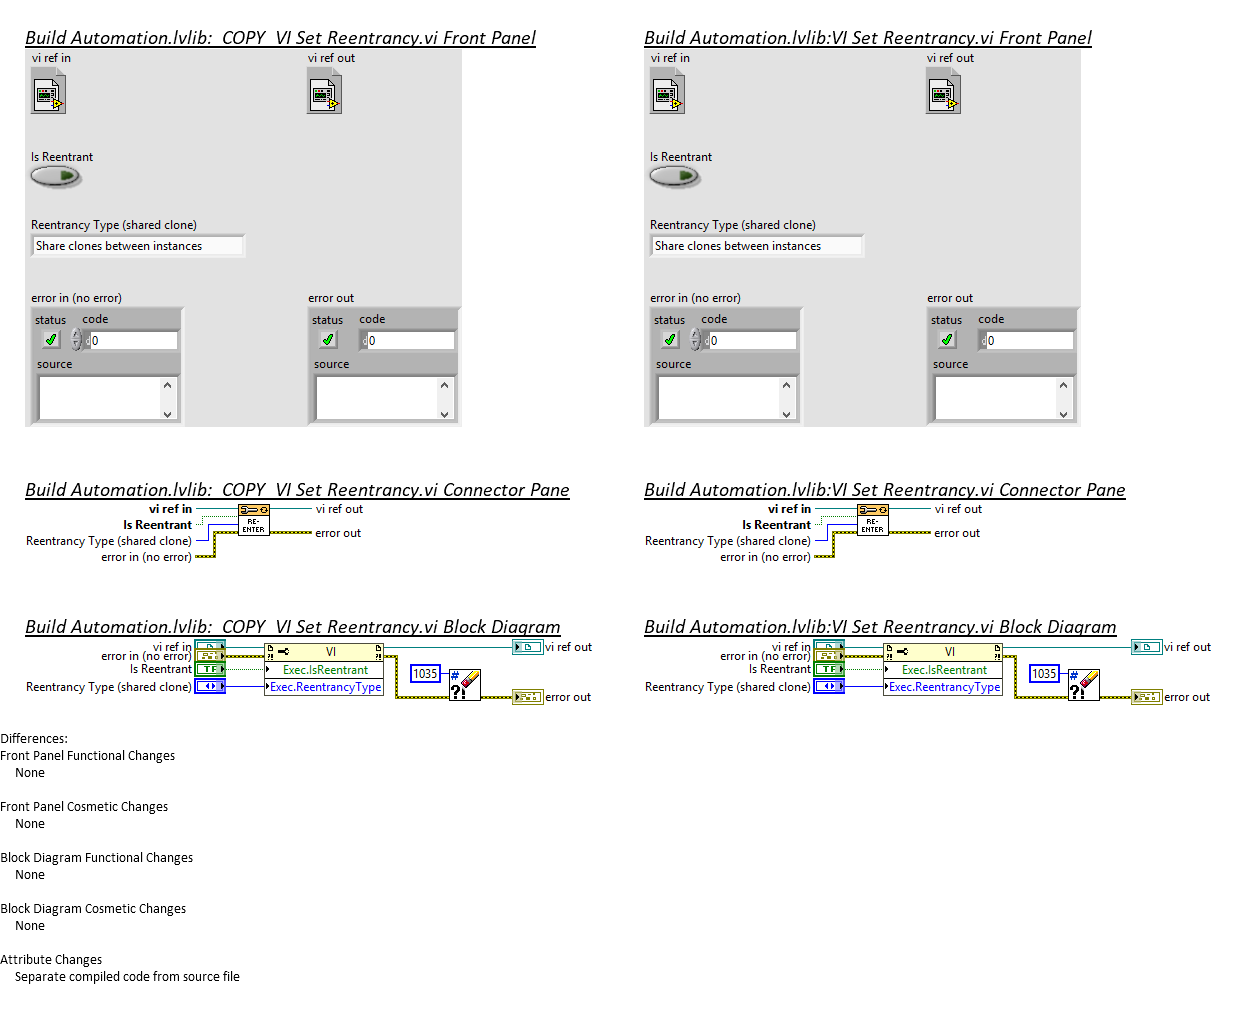 Build Automation.lvlib:  COPY  VI Set Reentrancy.vi Front Panel
vi ref in
vi ref out
Is Reentrant
Reentrancy Type (shared clone)
Share clones between instances
error in (no error)
error out
status
code
0
source
status
code
0
source
Build Automation.lvlib:VI Set Reentrancy.vi Front Panel
vi ref in
vi ref out
Is Reentrant
Reentrancy Type (shared clone)
Share clones between instances
error in (no error)
error out
status
code
0
source
status
code
0
source
Build Automation.lvlib:  COPY  VI Set Reentrancy.vi Connector Pane
vi ref in
Is Reentrant
Reentrancy Type (shared clone)
error in (no error)
RE-
ENTER
vi ref out
error out
Build Automation.lvlib:VI Set Reentrancy.vi Connector Pane
vi ref in
Is Reentrant
Reentrancy Type (shared clone)
error in (no error)
RE-
ENTER
vi ref out
error out
Build Automation.lvlib:  COPY  VI Set Reentrancy.vi Block Diagram
vi ref in
error in (no error)
Is Reentrant
TF
Reentrancy Type (shared clone)
VI
Exec.IsReentrant
Exec.ReentrancyType
1035
#
?!
vi ref out
error out
Build Automation.lvlib:VI Set Reentrancy.vi Block Diagram
vi ref in
error in (no error)
Is Reentrant
TF
Reentrancy Type (shared clone)
VI
Exec.IsReentrant
Exec.ReentrancyType
1035
#
?!
vi ref out
error out
Differences:
Front Panel Functional Changes
None
Front Panel Cosmetic Changes
None
Block Diagram Functional Changes
None
Block Diagram Cosmetic Changes
None
Attribute Changes
Separate compiled code from source file